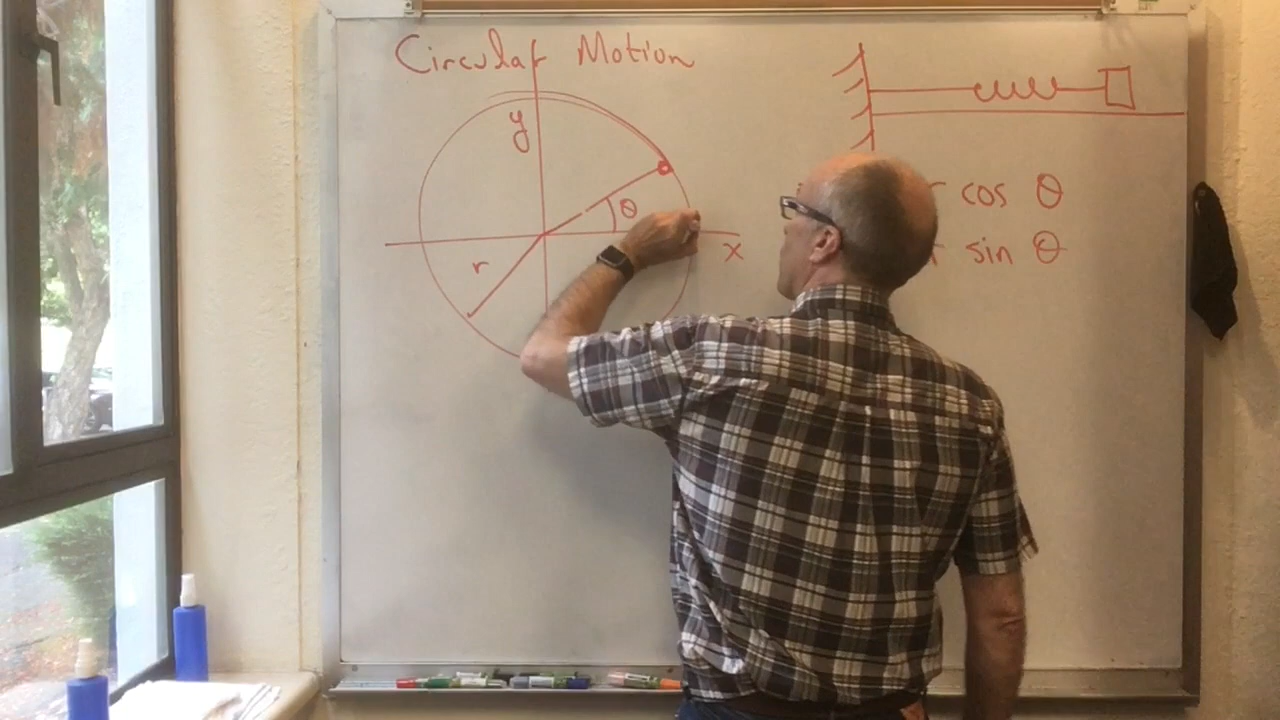 Circular Motion
y
θ
x
r
r cos θ
r sin θ